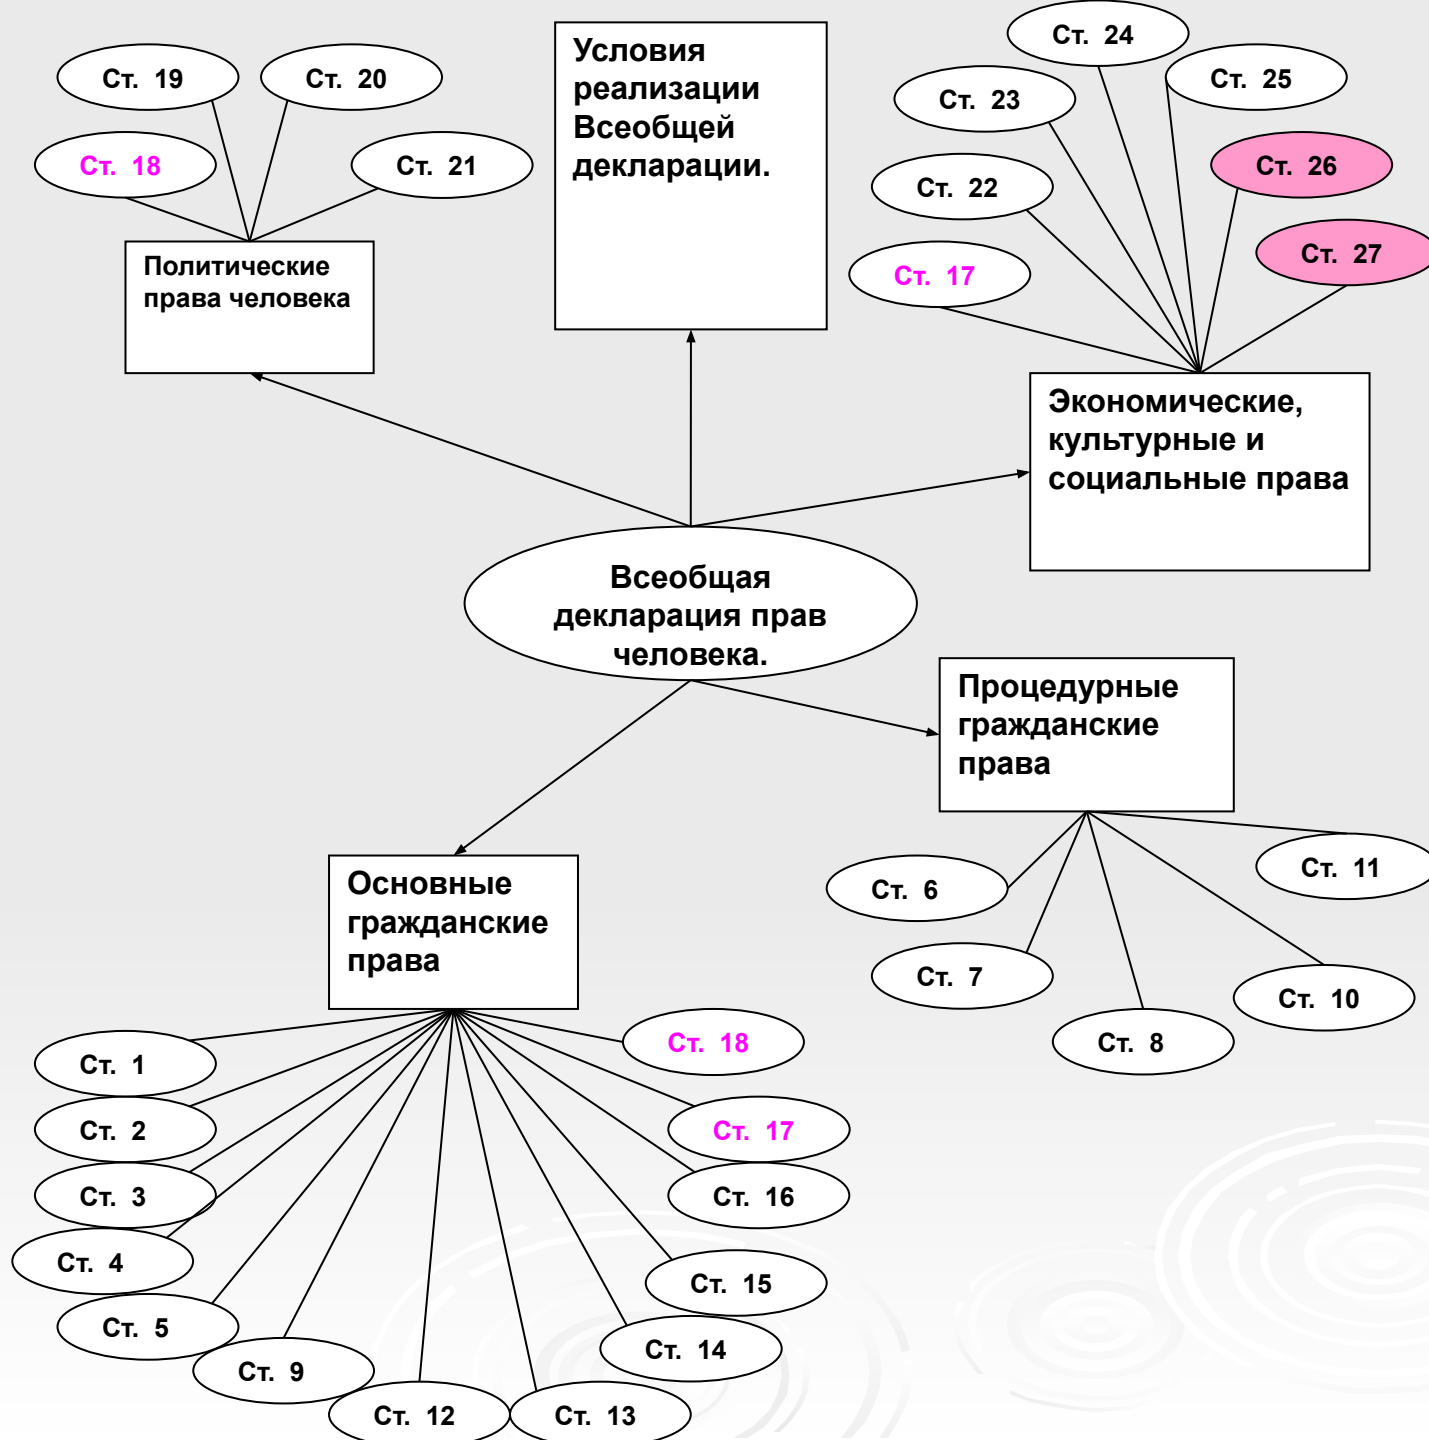 Ст. 19
Ст. 20
Ст. 18
Ст. 21
Политические
права человека
Условия
реализации
Всеобщей
декларации.
Ст. 24
Ст. 25
Ст. 23
Ст. 26
Ст. 22
Ст. 27
Ст. 17
Экономические,
культурные и
социальные права
Всеобщая
декларация прав
человека.
Процедурные
гражданские
права
Ст. 11
Ст. 6
Ст. 7
Ст. 10
Ст. 8
Основные
гражданские
права
Ст. 18
Ст. 1
Ст. 2
Ст. 17
Ст. 3
Ст. 16
Ст. 4
Ст. 15
Ст. 5
Ст. 14
Ст. 9
Ст. 12
Ст. 13